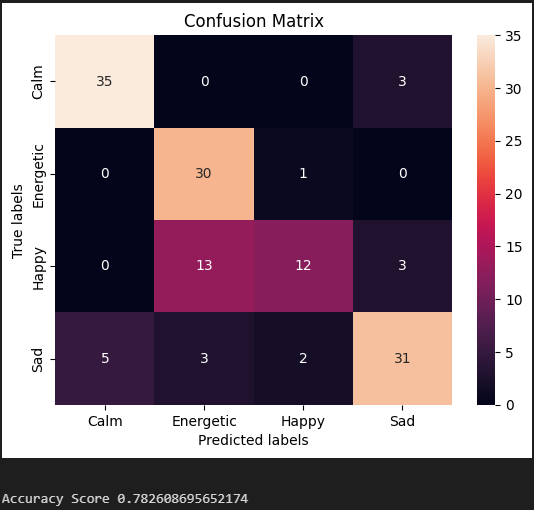 Confusion Matrix
Calm 35 0 0 3
Energetic 0 30 1 0
Happy 0 13 12 3
Sad 5 3 2 31
Calm Energetic Happy Sad
Predicted labels
True labels
35
30
25
20
15
10
5
0
Accuracy Score 0.782608695652174